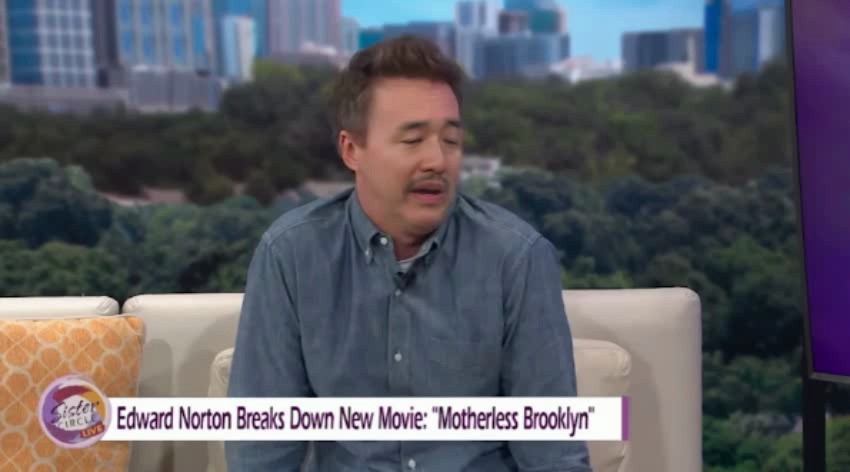 Sister
CIRCLE
LIVE
Edward Norton Breaks Down New Movie: "Motherless Brooklyn"